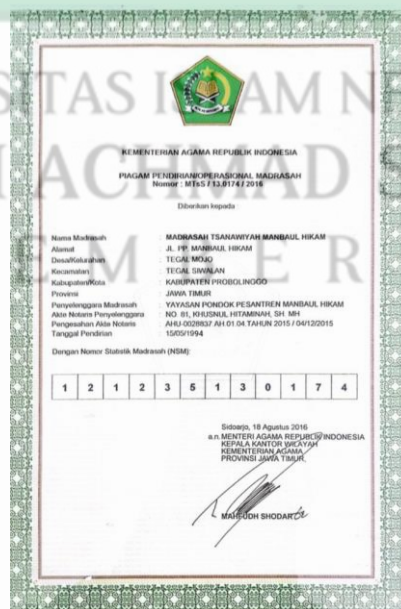 KEMENTERIAN AGAMA REPUBLIK INDONESIA
PIAGAM PENDIRIAN/OPERASIONAL MADRASAH
Nomor : MTsS / 13.0174 / 2016
Diberikan kepada
Nama Madrasah : MADRASAH TSANAWIYAH MANBAUL HIKAM
Alamat : JL. PP. MANBAUL HIKAM
Desa/Kelurahan : TEGAL MOJO
Kecamatan : TEGAL SIWALAN
Kabupaten/Kota : KABUPATEN PROBOLINGGO
Provinsi : JAWA TIMUR
Penyelenggara Madrasah : YAYASAN PONDOK PESANTREN MANBAUL HIKAM
Akte Notaris Penyelenggara : NO. 81, KHUSNUL HITAMINAH, SH. MH
Pengesahan Akte Notaris : AHU-0028837 AH.01.04.TAHUN 2015 / 04/12/2015
Tanggal Pendirian : 15/05/1994
Dengan Nomor Statistik Madrasah (NSM):
1 2 1 2 3 5 1 3 0 1 7 4
Sidoarjo, 18 Agustus 2016
a.n. MENTERI AGAMA REPUBLIK INDONESIA
KEPALA KANTOR WILAYAH
KEMENTERIAN AGAMA
PROVINSI JAWA TIMUR,
MAHFUDH SHODAR